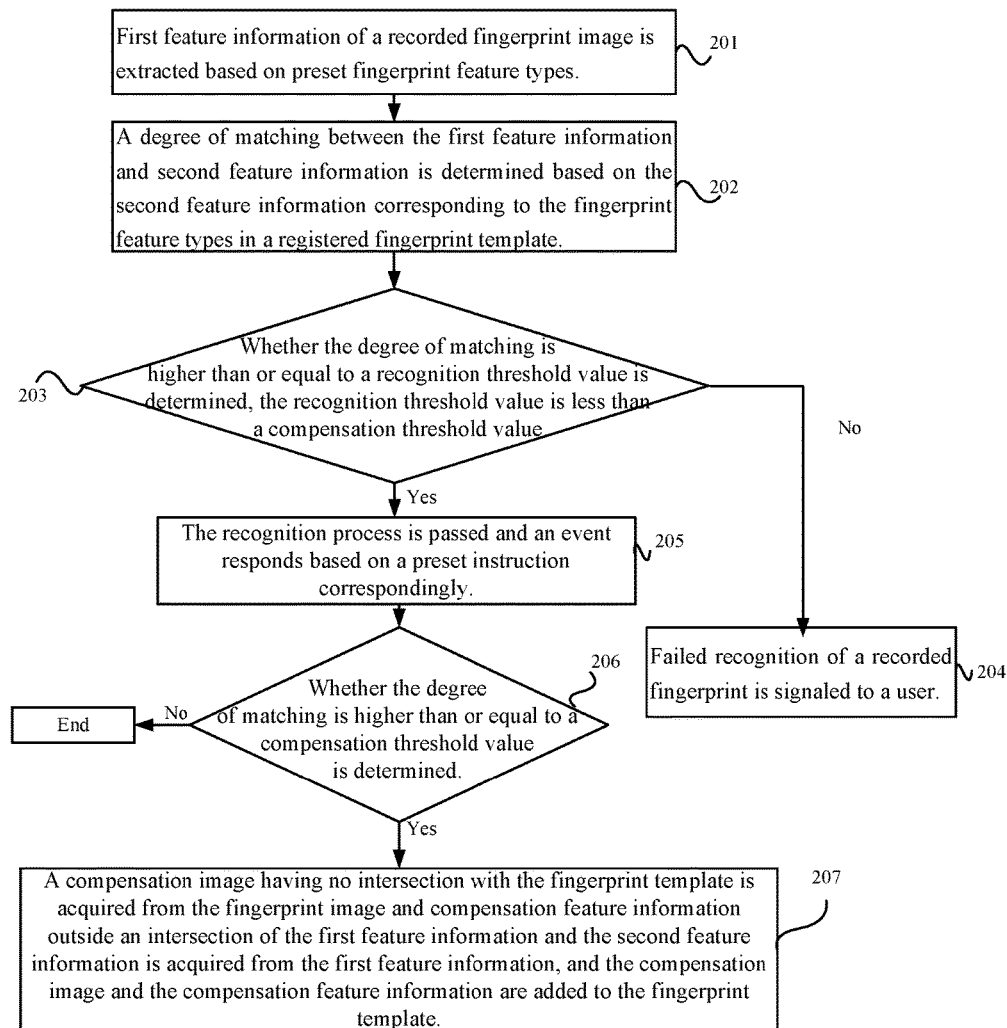 First feature information of a recorded fingerprint image is
extracted based on preset fingerprint feature types.
201
A degree of matching between the first feature information
and second feature information is determined based on the
second feature information corresponding to the fingerprint
feature types in a registered fingerprint template.
202
Whether the degree of matching is
higher than or equal to a recognition threshold value is
determined, the recognition threshold value is less than
a compensation threshold value
203
No
Yes
The recognition process is passed and an event
responds based on a preset instruction
correspondingly.
205
Failed recognition of a recorded
fingerprint is signaled to a user.
204
Whether the degree
of matching is higher than or equal to a
compensation threshold value
is determined.
206
No
End
Yes
A compensation image having no intersection with the fingerprint template is
acquired from the fingerprint image and compensation feature information
outside an intersection of the first feature information and the second feature
information is acquired from the first feature information, and the compensation
image and the compensation feature information are added to the fingerprint
template.
207